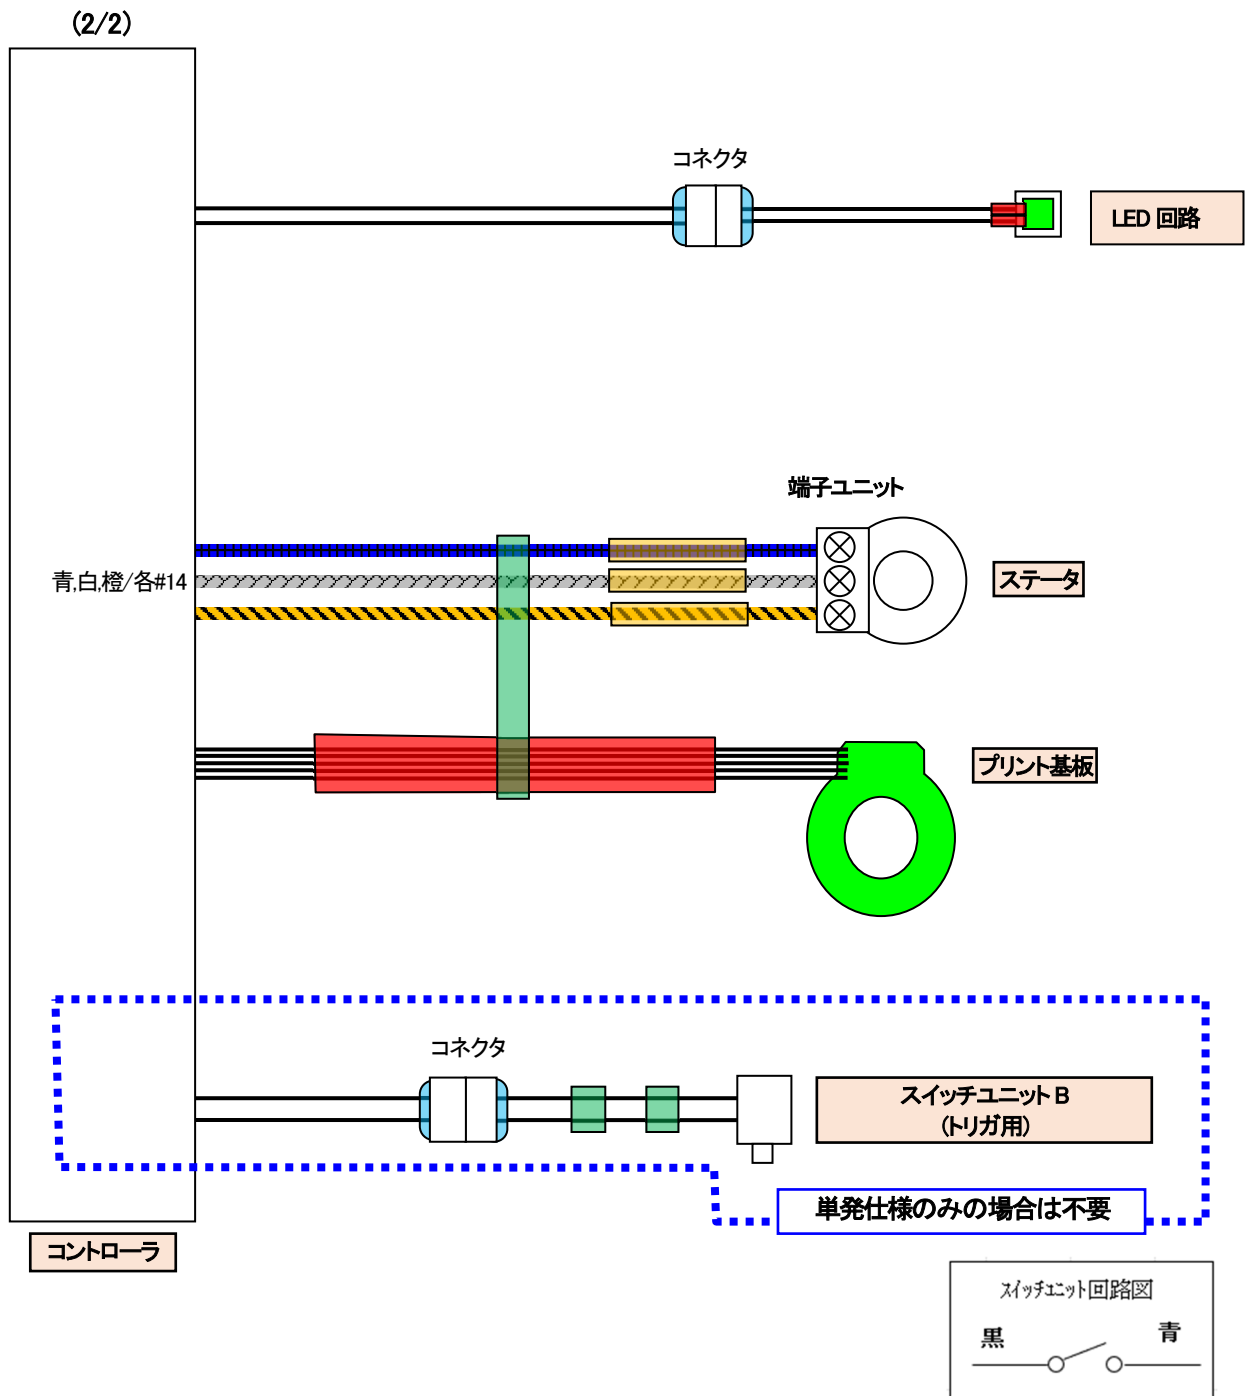 (2/2)
コネクタ
LED 回路
端子ユニット
青,白,橙/各#14
ステータ
プリント基板
コネクタ
スイッチユニット B
(トリガ用)
単発仕様のみの場合は不要
コントローラ
スイッチユニット回路図
黒
青